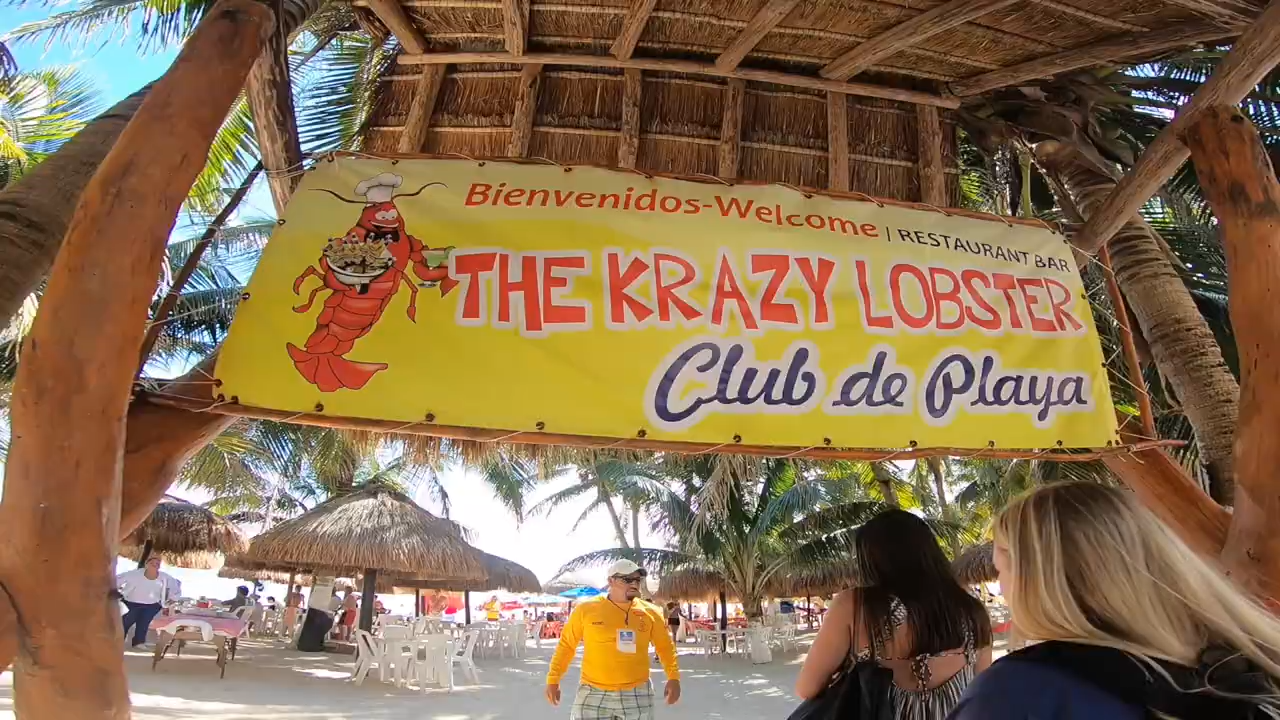 Bienvenidos-Welcome | RESTAURANT BAR
THE KRAZY LOBSTER
Club de Playa